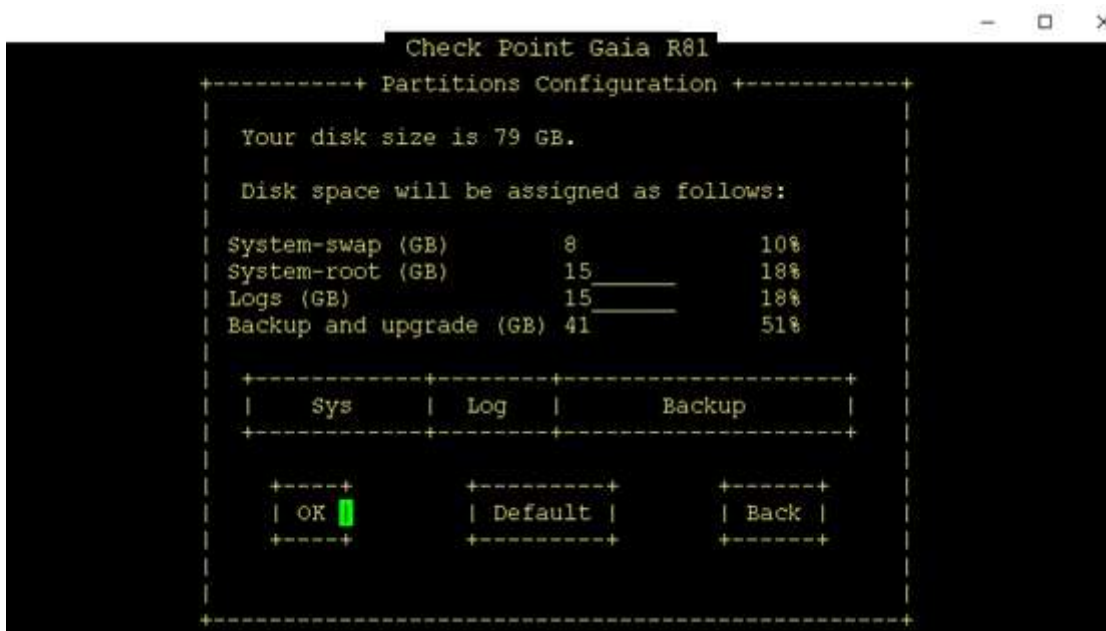 Check Point Gaia R81
Partitions Configuration
Your disk size is 79 GB.
Disk space will be assigned as follows:
System-swap (GB) 8 10%
System-root (GB) 15 18%
Logs (GB) 15 18%
Backup and upgrade (GB) 41 51%
Sys Log Backup
OK Default Back